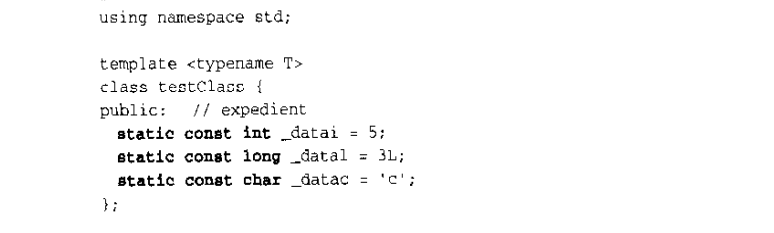 using namespace std;
template <typename T>
class testClass {
public: // expedient
static const int _datai = 5;
static const long _datal = 3L;
static const char _datac = 'c';
};